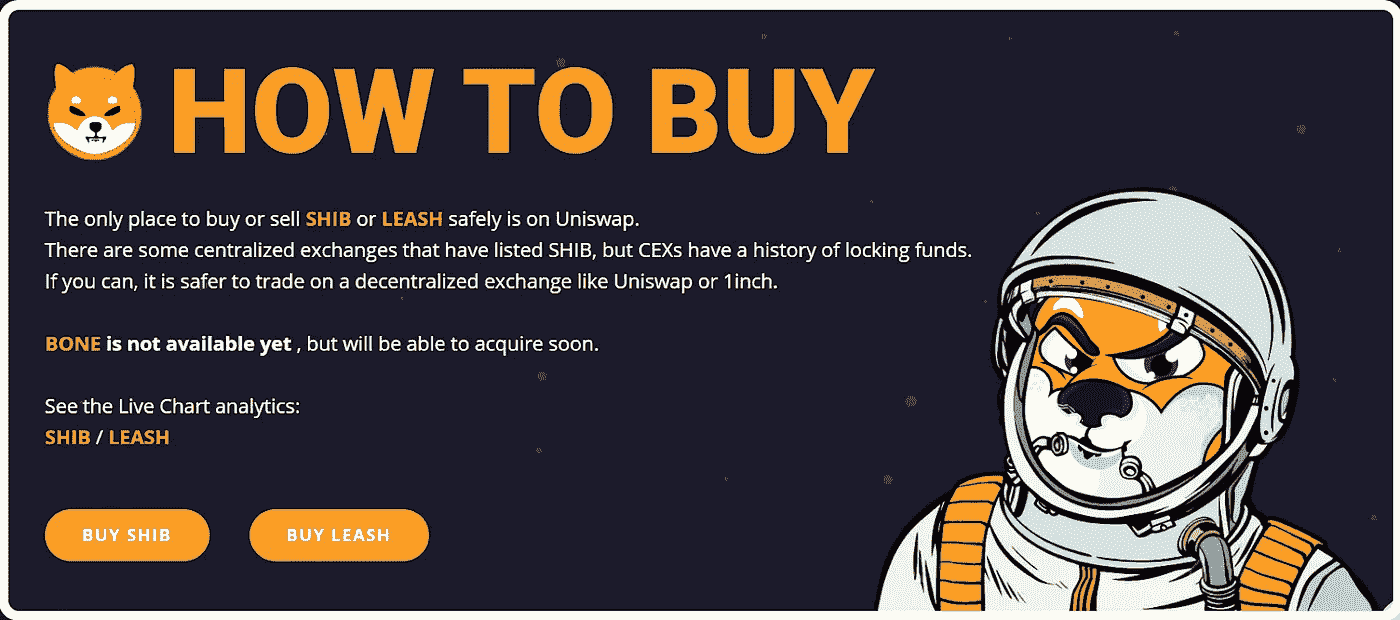 HOW TO BUY
The only place to buy or sell SHIB or LEASH safely is on Uniswap.
There are some centralized exchanges that have listed SHIB, but CEXs have a history of locking funds.
If you can, it is safer to trade on a decentralized exchange like Uniswap or 1inch.
BONE is not available yet , but will be able to acquire soon.
See the Live Chart analytics:
SHIB / LEASH
BUY SHIB
BUY LEASH